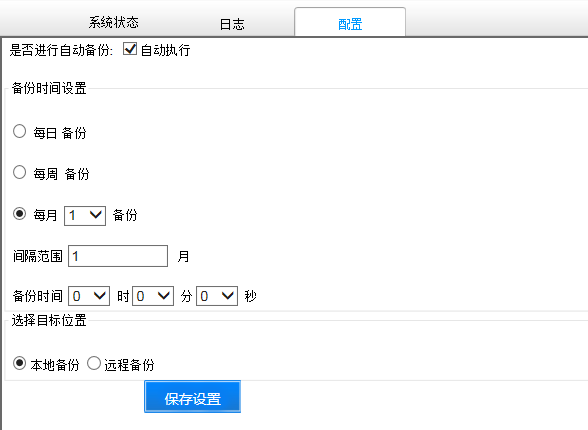 系统状态 日志 配置
是否进行自动备份: 自动执行
备份时间设置
每日 备份
每周 备份
每月 1 备份
间隔范围 1 月
备份时间 0 时 0 分 0 秒
选择目标位置
本地备份 远程备份
保存设置